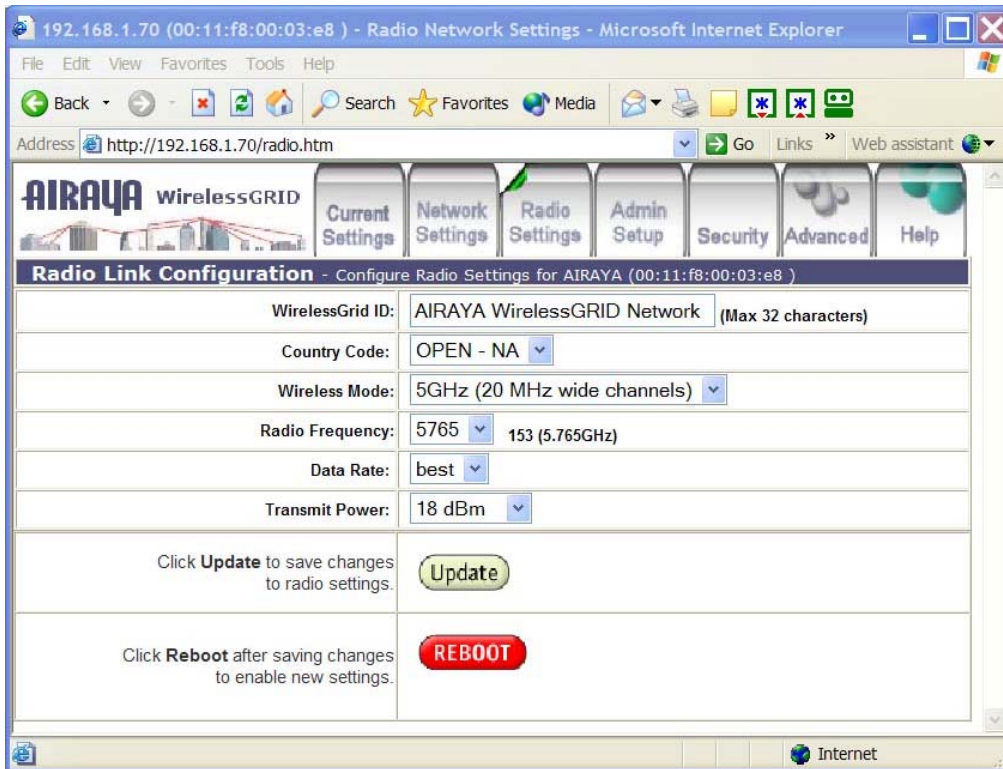 192.168.1.70 (00:11:f8:00:03:e8 ) - Radio Network Settings - Microsoft Internet Explorer
File Edit View Favorites Tools Help
Back Search Favorites Media
Address http://192.168.1.70/radio.htm Go Links » Web assistant
AIRAYA WirelessGRID
Current Settings
Network Settings
Radio Settings
Admin Setup
Security
Advanced
Help
Radio Link Configuration - Configure Radio Settings for AIRAYA (00:11:f8:00:03:e8 )
WirelessGrid ID: AIRAYA WirelessGRID Network (Max 32 characters)
Country Code: OPEN - NA
Wireless Mode: 5GHz (20 MHz wide channels)
Radio Frequency: 5765 153 (5.765GHz)
Data Rate: best
Transmit Power: 18 dBm
Click Update to save changes
to radio settings.
Update
Click Reboot after saving changes
to enable new settings.
REBOOT
Internet